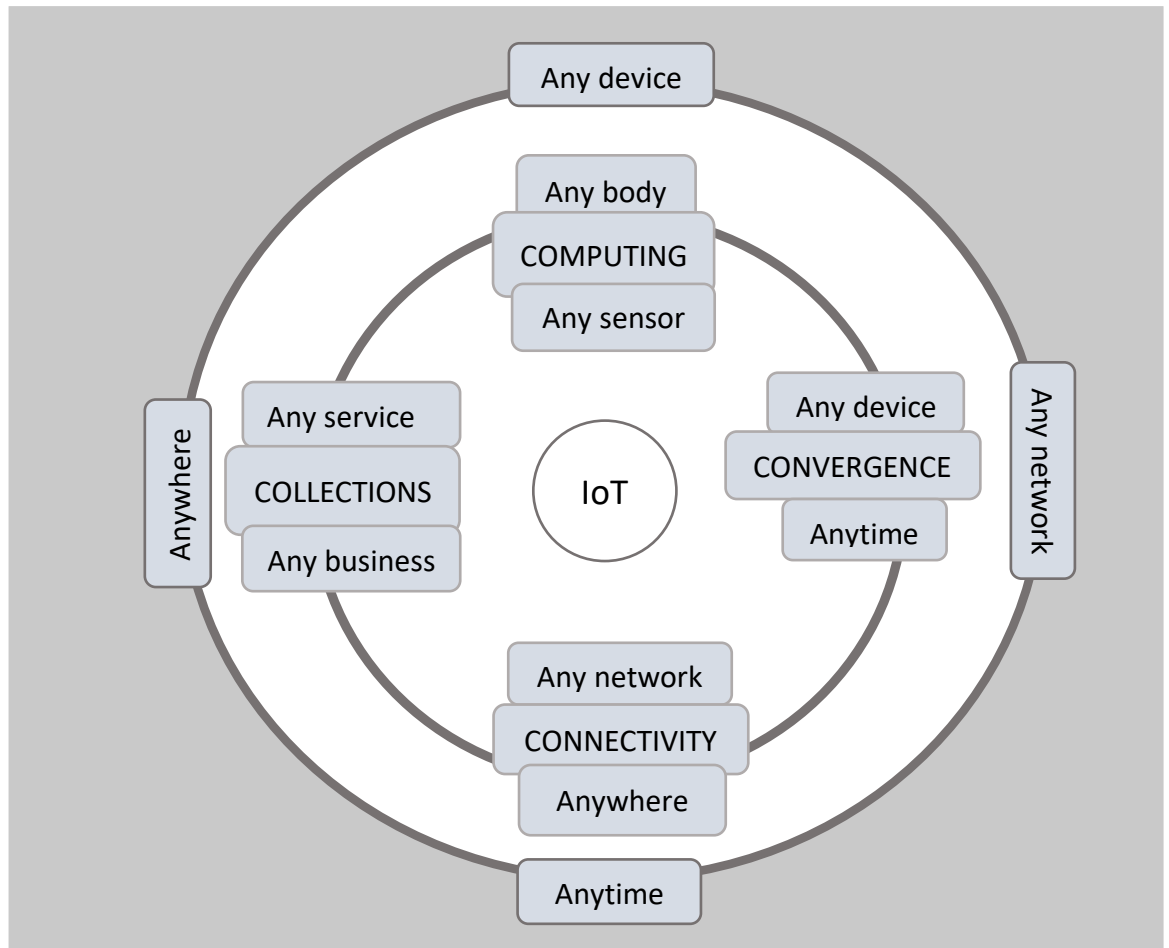 Any device
Any body
COMPUTING
Any sensor
Any service
COLLECTIONS
Any business
Anywhere
IoT
Any device
CONVERGENCE
Anytime
Any network
Any network
CONNECTIVITY
Anywhere
Anytime